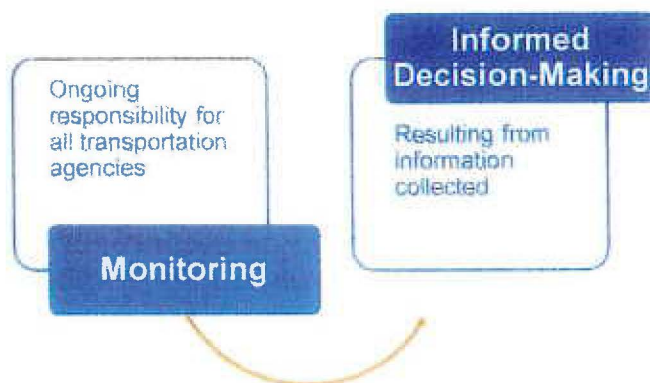 Ongoing
responsibility for
all transportation
agencies
Monitoring
Informed
Decision-Making
Resulting from
information
collected